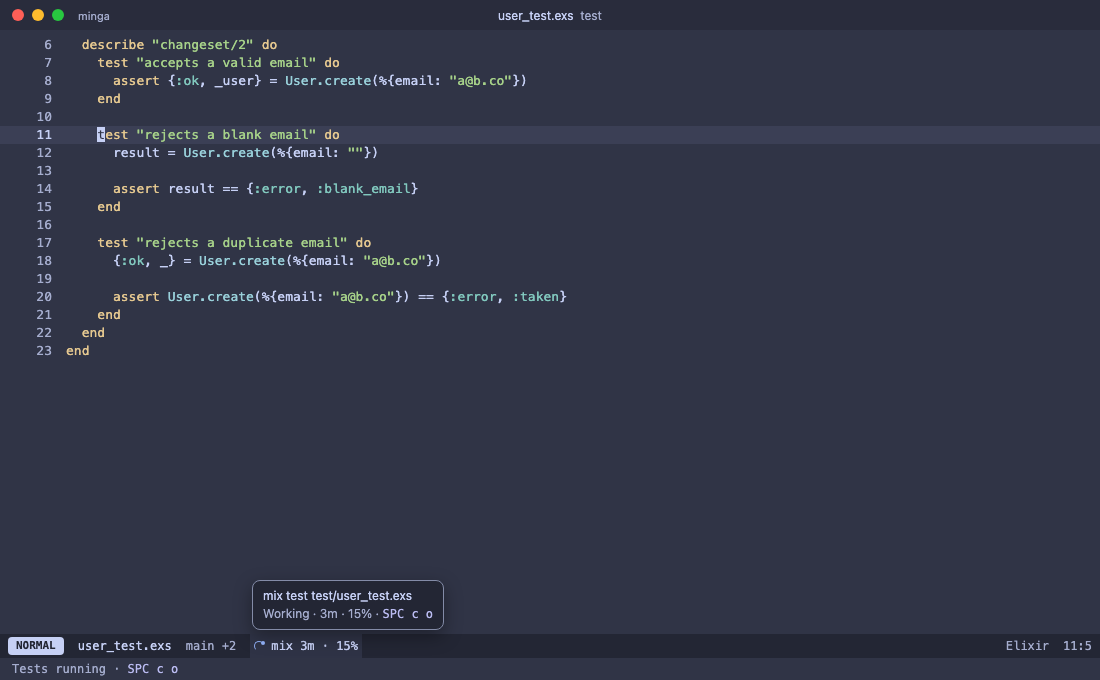 minga
user_test.exs test
6 describe "changeset/2" do
7 test "accepts a valid email" do
8 assert {:ok, _user} = User.create(%{email: "a@b.co"})
9 end
10
11 test "rejects a blank email" do
12 result = User.create(%{email: ""})
13
14 assert result == {:error, :blank_email}
15 end
16
17 test "rejects a duplicate email" do
18 {:ok, _} = User.create(%{email: "a@b.co"})
19
20 assert User.create(%{email: "a@b.co"}) == {:error, :taken}
21 end
22 end
23 end
mix test test/user_test.exs
Working · 3m · 15% · SPC c o
NORMAL user_test.exs main +2 mix 3m · 15% Elixir 11:5
Tests running · SPC c o